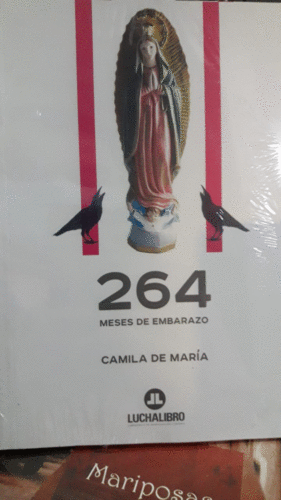 264
MESES DE EMBARAZO
CAMILA DE MARÍA
LUCHALIBRO
Mariposas